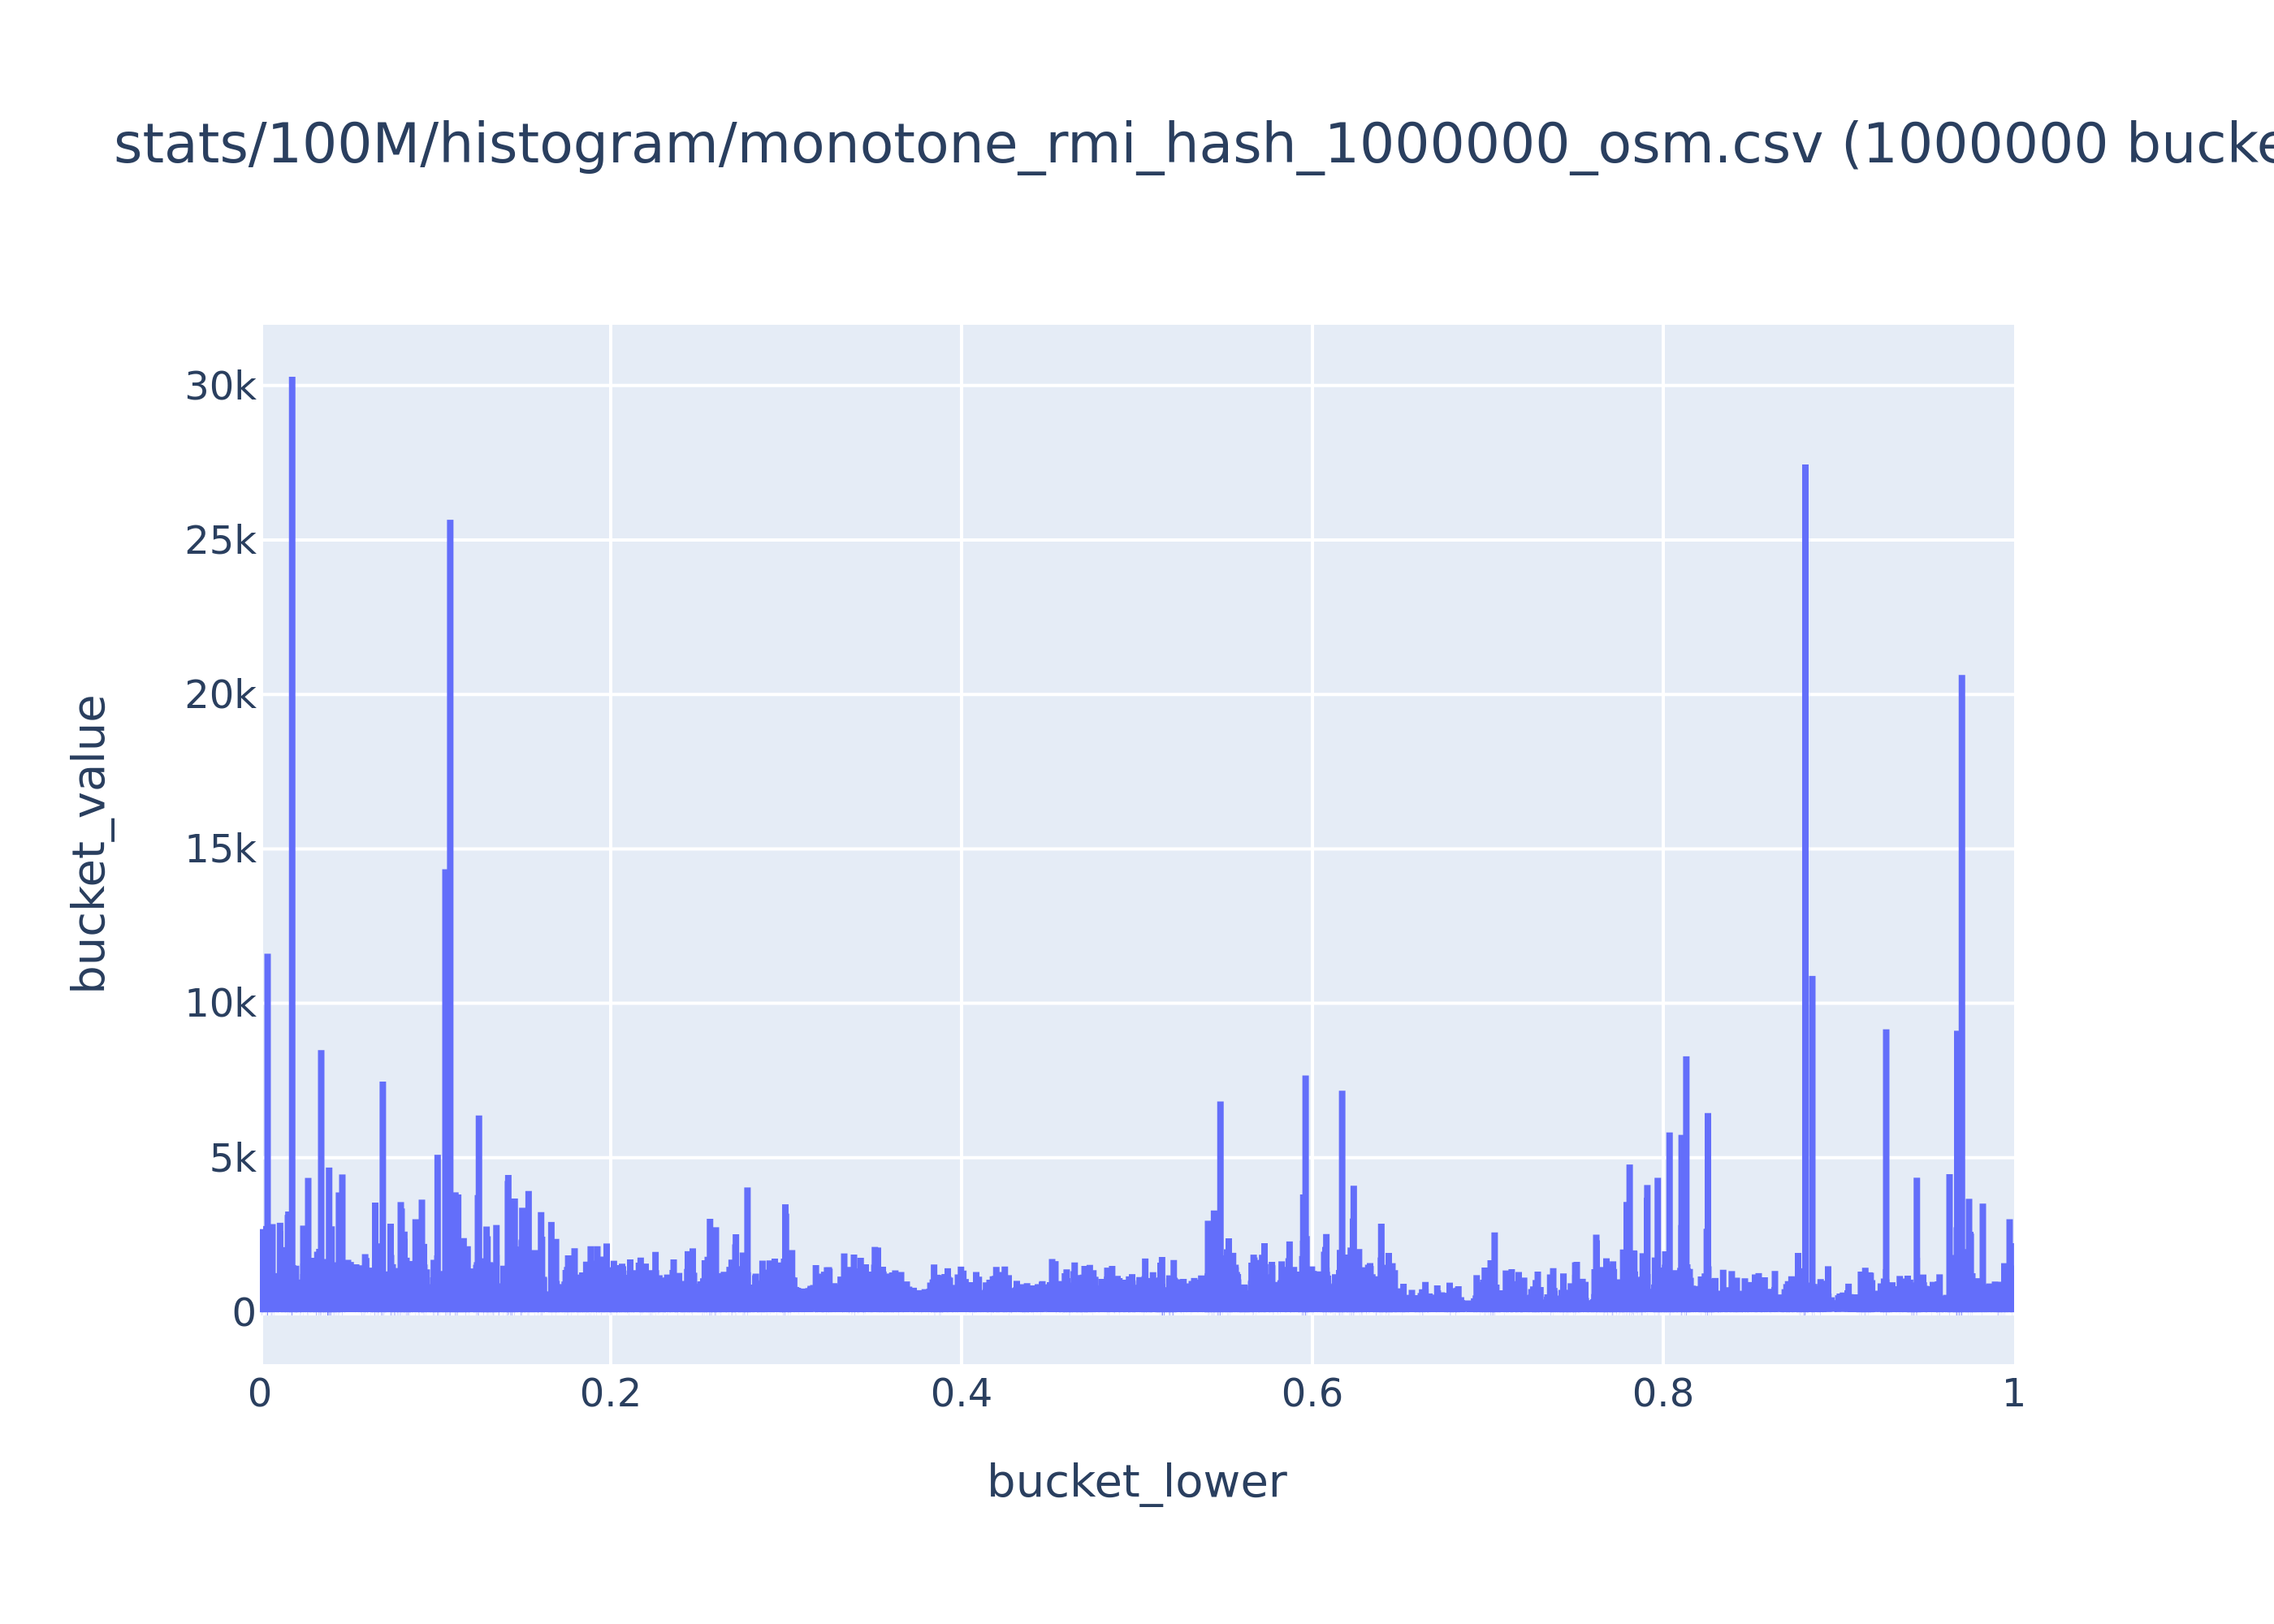 stats/100M/histogram/monotone_rmi_hash_1000000_osm.csv (1000000 bucke
30k
25k
20k
15k
10k
5k
0
bucket_value
0 0.2 0.4 0.6 0.8 1
bucket_lower